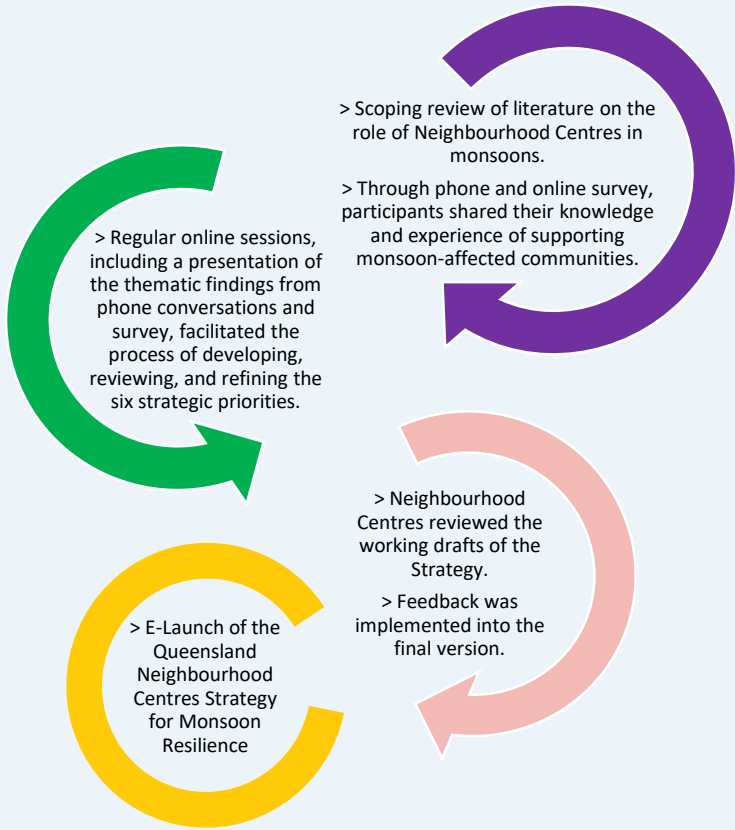 > Scoping review of literature on the
role of Neighbourhood Centres in
monsoons.
> Through phone and online survey,
participants shared their knowledge
and experience of supporting
monsoon-affected communities.
> Regular online sessions,
including a presentation of
the thematic findings from
phone conversations and
survey, facilitated the
process of developing,
reviewing, and refining the
six strategic priorities.
> Neighbourhood
Centres reviewed the
working drafts of the
Strategy.
> Feedback was
implemented into the
final version.
> E-Launch of the
Queensland
Neighbourhood
Centres Strategy
for Monsoon
Resilience